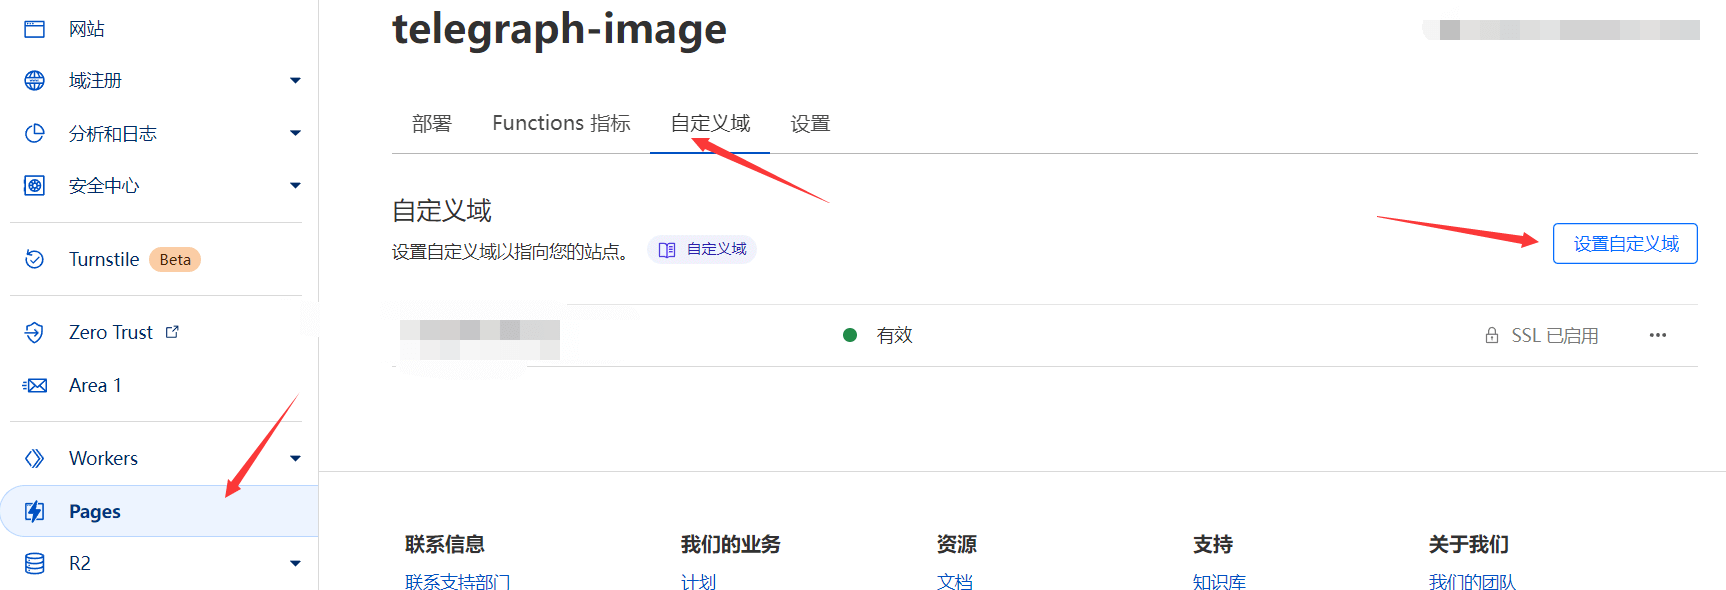 网站
域注册
分析和日志
安全中心
Turnstile Beta
Zero Trust
Area 1
Workers
Pages
R2
telegraph-image
部署 Functions 指标 自定义域 设置
自定义域
设置自定义域以指向您的站点。 自定义域
设置自定义域
有效 SSL 已启用
联系信息 我们的业务 资源 支持 关于我们
联系支持部门 计划 文档 知识库 我们的团队